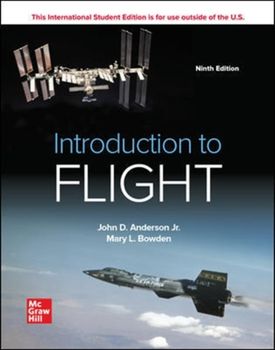 This International Student Edition is for use outside of the U.S.
Ninth Edition
Introduction to
FLIGHT
John D. Anderson Jr.
Mary L. Bowden
Mc
Graw
Hill